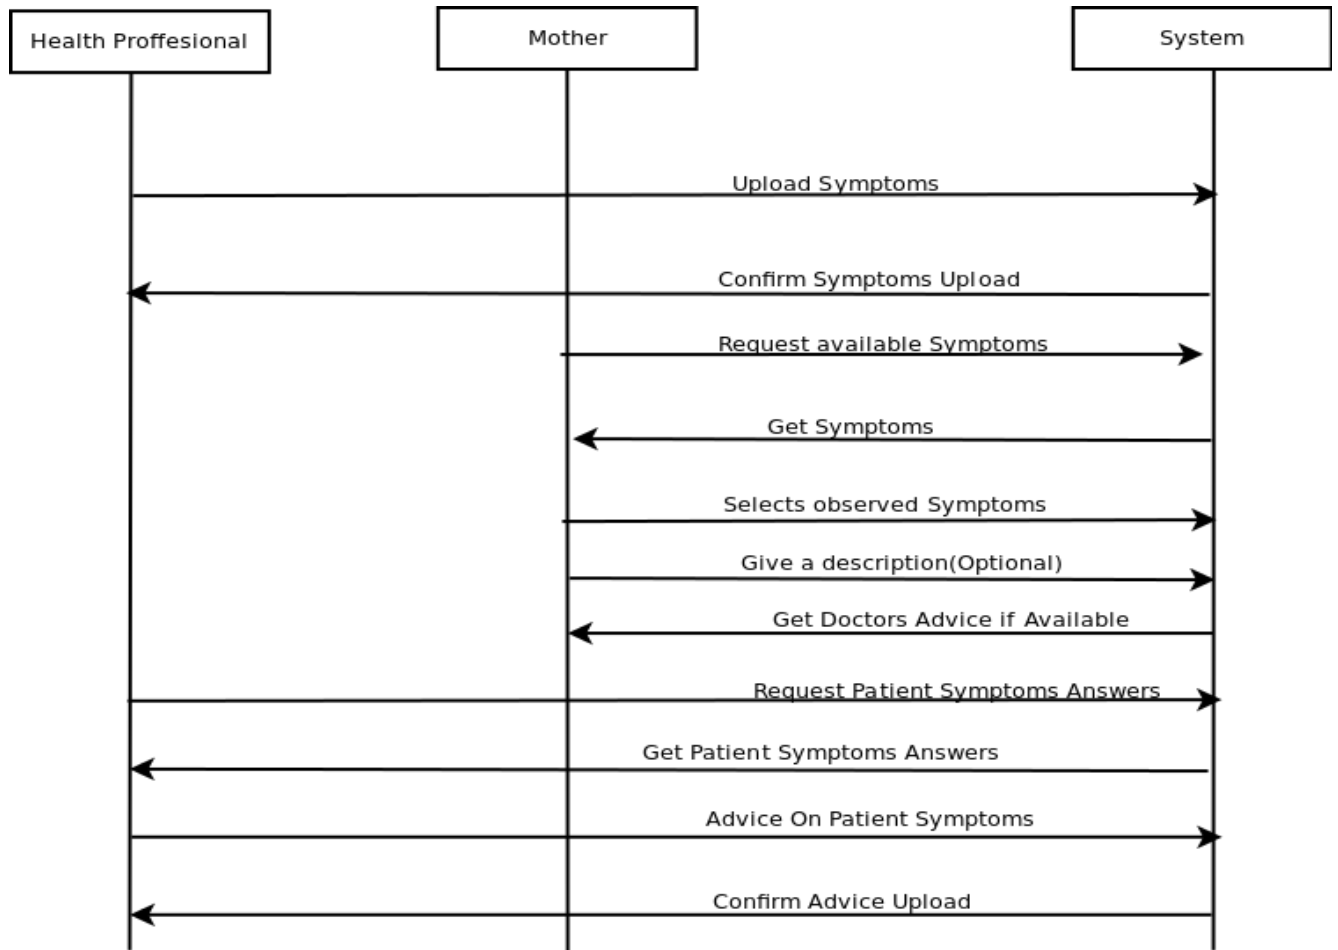 Health Proffesional
Mother
System
Upload Symptoms
Confirm Symptoms Upload
Request available Symptoms
Get Symptoms
Selects observed Symptoms
Give a description(Optional)
Get Doctors Advice if Available
Request Patient Symptoms Answers
Get Patient Symptoms Answers
Advice On Patient Symptoms
Confirm Advice Upload